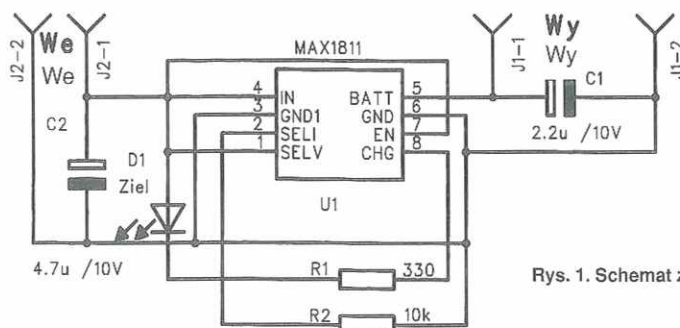 J2-2
We
We
J2-1
MAX1811
J1-1
Wy
Wy
J1-2
C1
2.2u /10V
4
3
2
1
IN
GND1
SELI
SELV
BATT
GND
EN
CHG
5
6
7
8
U1
C2
D1
Ziel
4.7u /10V
R1
330
R2
10k
Rys. 1. Schemat